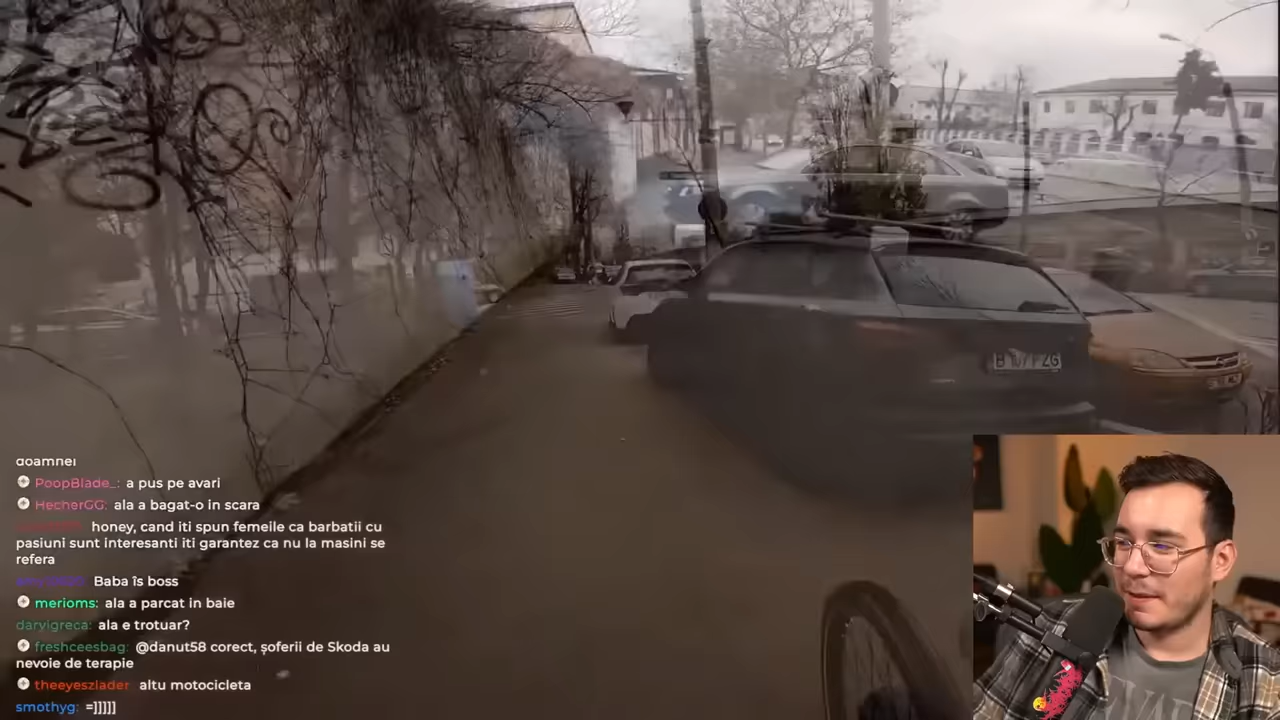 doamnei
PoopBlade_: a pus pe avari
HecherGG: ala a bagat-o in scara
honey, cand iti spun femeile ca barbatii cu
pasiuni sunt interesanti iti garantez ca nu la masini se
refera
Baba îs boss
merioms: ala a parcat in baie
daryigreca: ala e trotuar?
freshceesbag: @danut58 corect, șoferii de Skoda au
nevoie de terapie
theeyesziader altu motocicleta
smothyg: =]]]]]